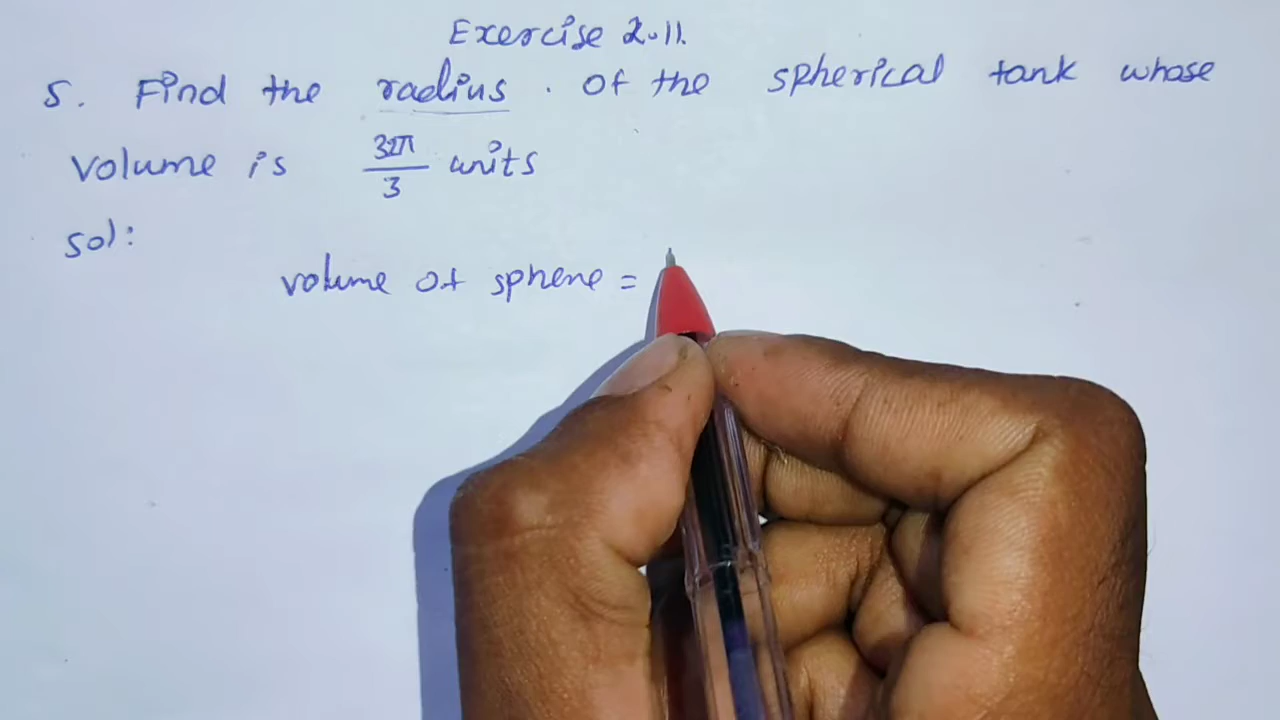 Exercise 2.11.
5. Find the radius. of the spherical tank whose
volume is 32π/3 units
sol:
volume of sphere =